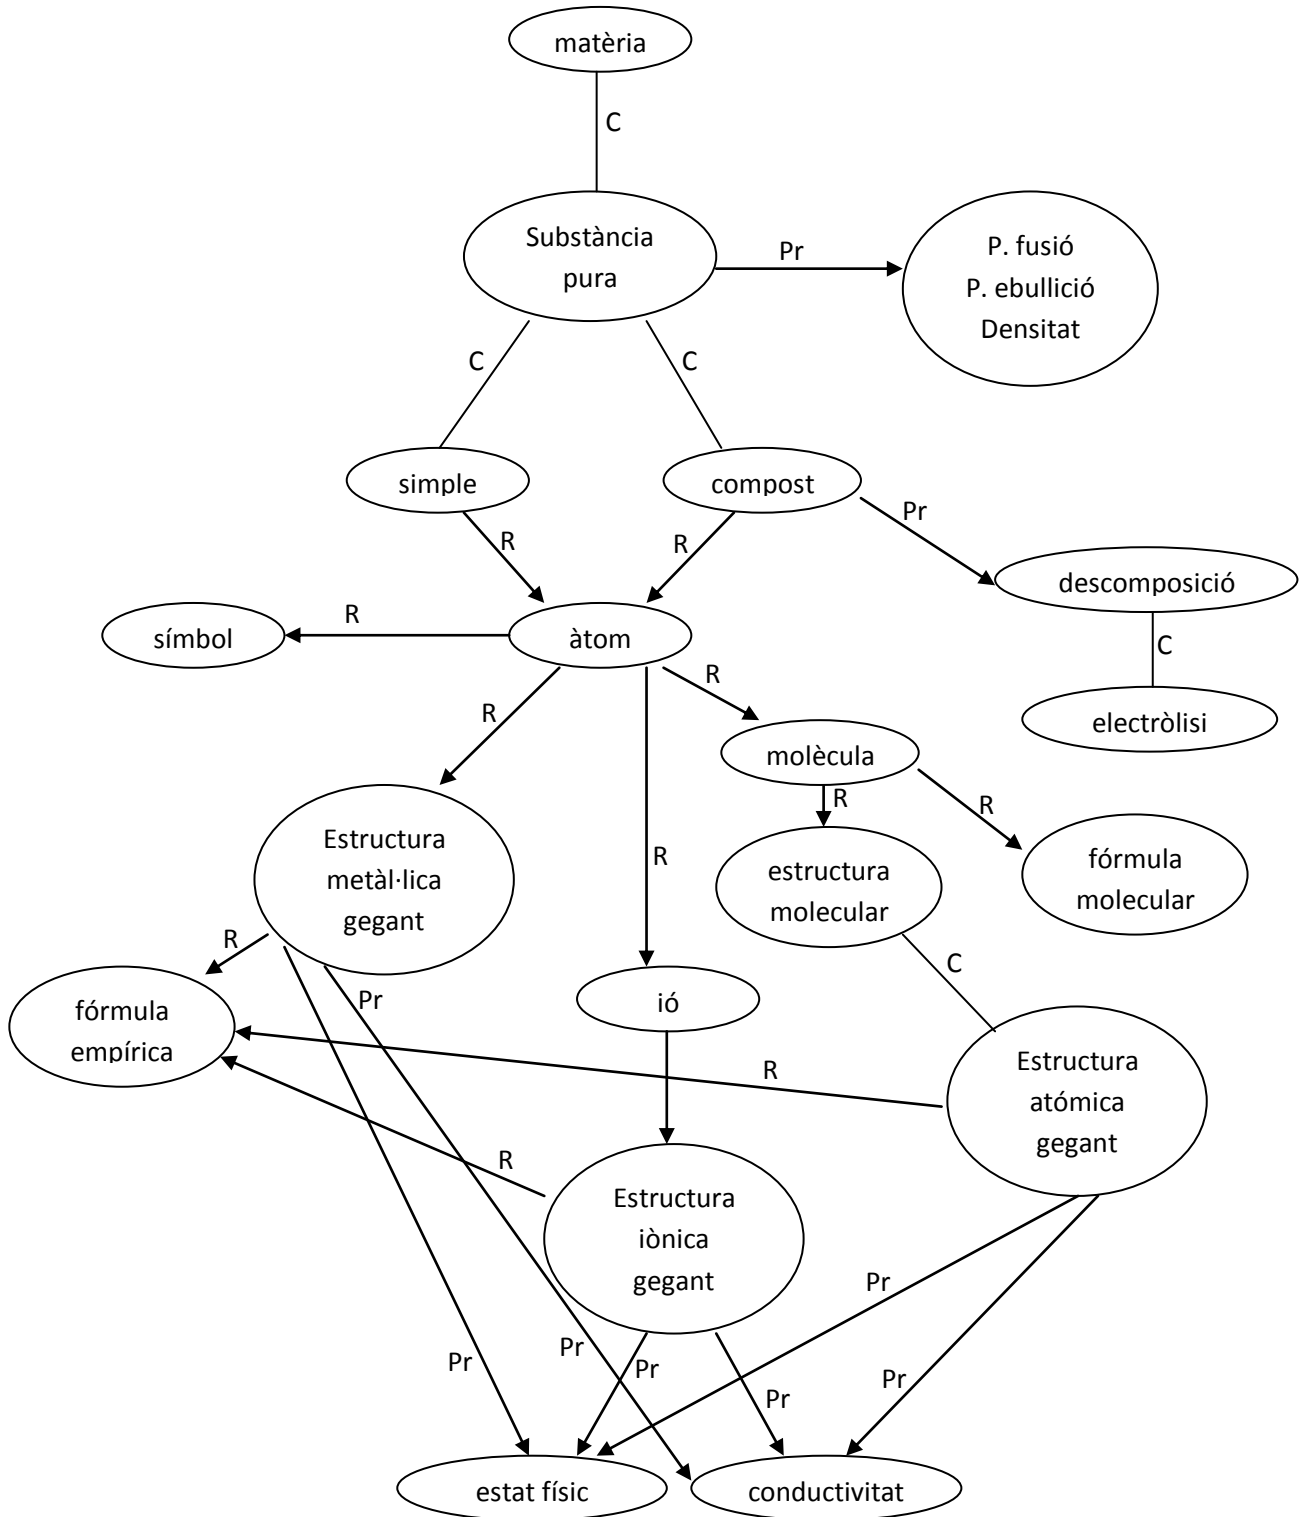 matèria
C
Substància
pura
Pr
P. fusió
P. ebullició
Densitat
C
C
simple
compost
Pr
R
R
descomposició
símbol
R
àtom
C
R
R
electròlisi
molècula
R
R
Estructura
metàl·lica
gegant
R
estructura
molecular
fórmula
molecular
R
C
Pr
ió
fórmula
empírica
R
Estructura
atómica
gegant
R
Estructura
iònica
gegant
Pr
Pr
Pr
Pr
Pr
Pr
estat físic
conductivitat